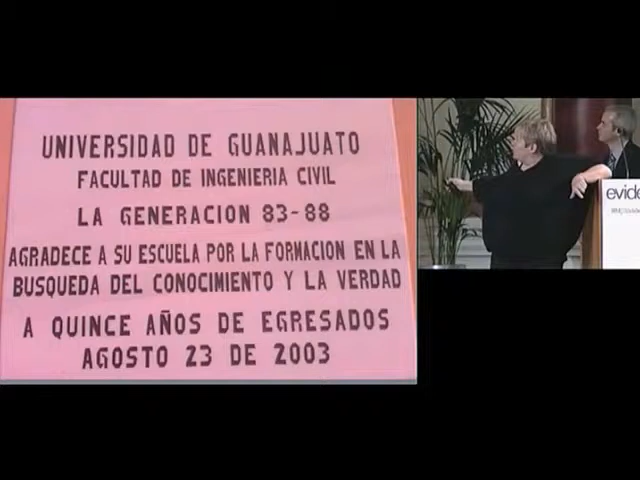 UNIVERSIDAD DE GUANAJUATO
FACULTAD DE INGENIERIA CIVIL
LA GENERACION 83-88
AGRADECE A SU ESCUELA POR LA FORMACION EN LA
BUSQUEDA DEL CONOCIMIENTO Y LA VERDAD
A QUINCE AÑOS DE EGRESADOS
AGOSTO 23 DE 2003
evide